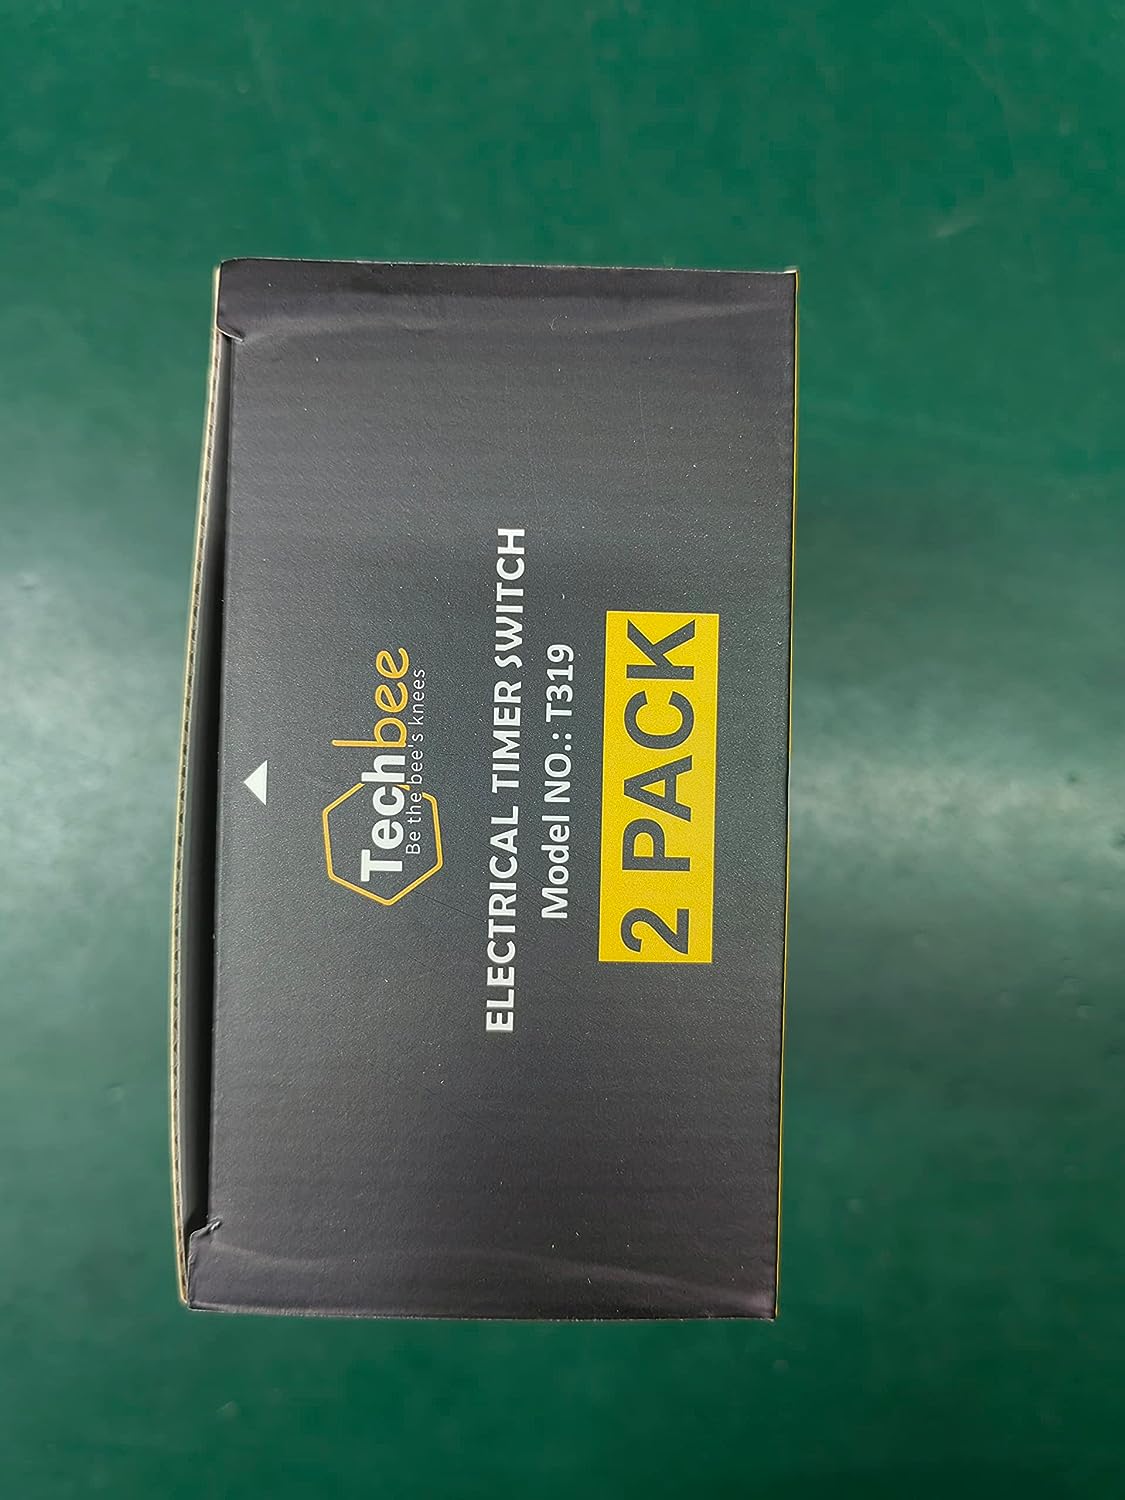 Techbee
Be the bee's knees
ELECTRICAL TIMER SWITCH
Model NO.: T319
2 PACK